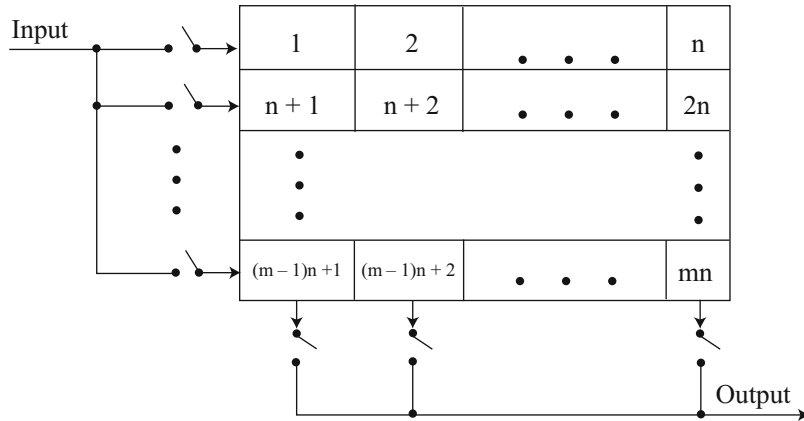 Input
1 2 n
n + 1 n + 2 2n
(m – 1)n +1 (m – 1)n + 2 mn
Output